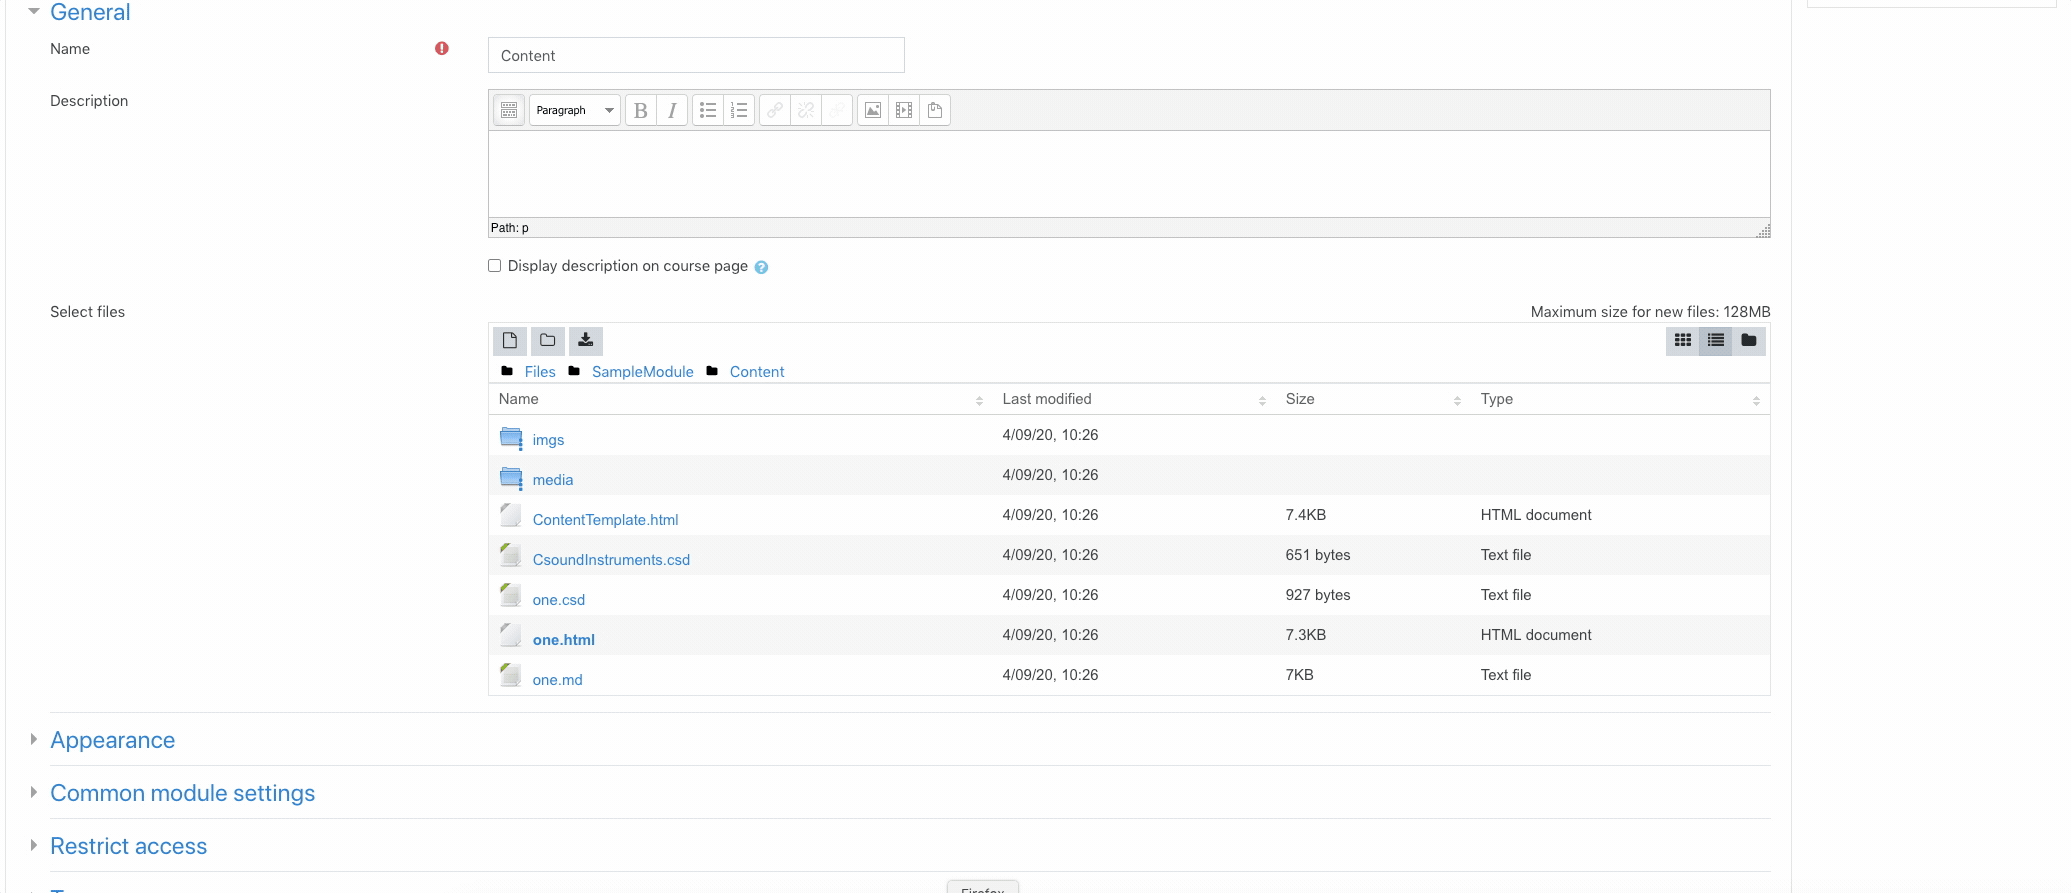 General
Name
Content
Description
Paragraph B I
Path: p
Display description on course page ?
Select files
Maximum size for new files: 128MB
Files SampleModule Content
Name Last modified Size Type
imgs 4/09/20, 10:26
media 4/09/20, 10:26
ContentTemplate.html 4/09/20, 10:26 7.4KB HTML document
CsoundInstruments.csd 4/09/20, 10:26 651 bytes Text file
one.csd 4/09/20, 10:26 927 bytes Text file
one.html 4/09/20, 10:26 7.3KB HTML document
one.md 4/09/20, 10:26 7KB Text file
Appearance
Common module settings
Restrict access
Firefox